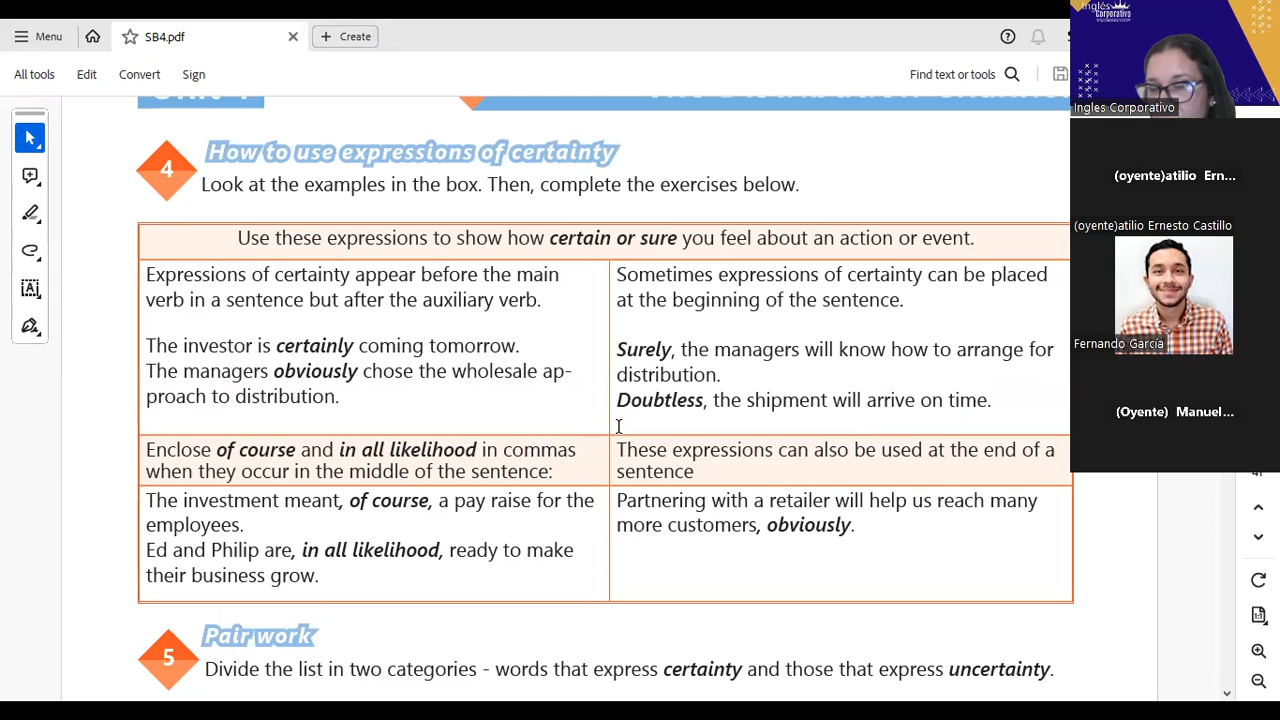 Menu
SB4.pdf
Create
All tools
Edit
Convert
Sign
Find text or tools
4
How to use expressions of certainty
Look at the examples in the box. Then, complete the exercises below.
Use these expressions to show how certain or sure you feel about an action or event.
Expressions of certainty appear before the main
verb in a sentence but after the auxiliary verb.
The investor is certainly coming tomorrow.
The managers obviously chose the wholesale ap-
proach to distribution.
Sometimes expressions of certainty can be placed
at the beginning of the sentence.
Surely, the managers will know how to arrange for
distribution.
Doubtless, the shipment will arrive on time.
Enclose of course and in all likelihood in commas
when they occur in the middle of the sentence:
These expressions can also be used at the end of a
sentence
The investment meant, of course, a pay raise for the
employees.
Ed and Philip are, in all likelihood, ready to make
their business grow.
Partnering with a retailer will help us reach many
more customers, obviously.
5
Pair work
Divide the list in two categories - words that express certainty and those that express uncertainty.
Inglés
corporativo
Ingles Corporativo
(oyente)atilio Ern...
(oyente)atilio Ernesto Castillo
Fernando García
(Oyente) Manuel...